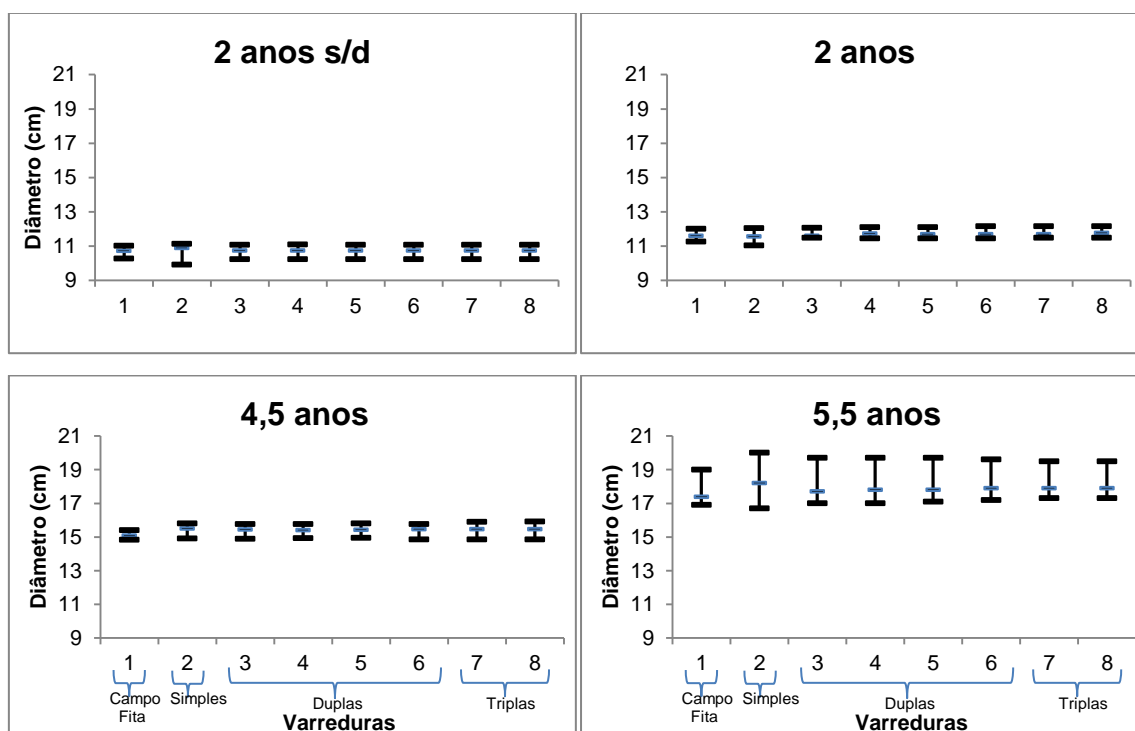 2 anos s/d
Diâmetro (cm)
21
19
17
15
13
11
9
1 2 3 4 5 6 7 8
2 anos
21
19
17
15
13
11
9
1 2 3 4 5 6 7 8
4,5 anos
Diâmetro (cm)
21
19
17
15
13
11
9
1 2 3 4 5 6 7 8
Campo Fita
Simples
Duplas
Triplas
Varreduras
5,5 anos
Diâmetro (cm)
21
19
17
15
13
11
9
1 2 3 4 5 6 7 8
Campo Fita
Simples
Duplas
Triplas
Varreduras